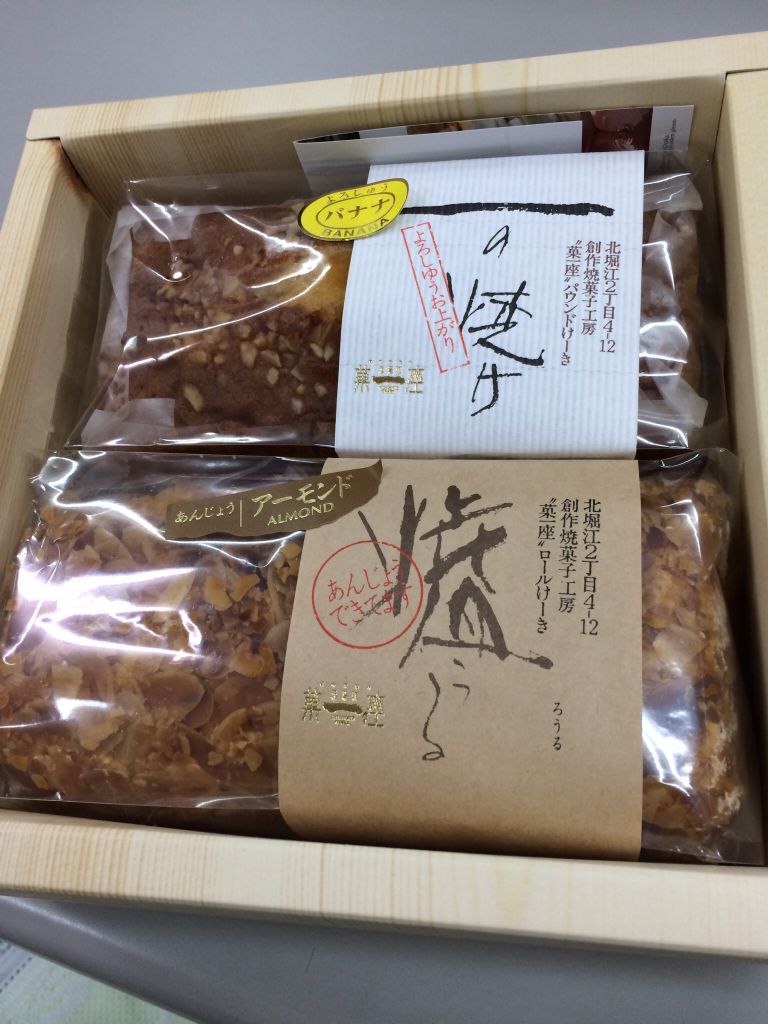 よろしゅう
バナナ
BANANA
一の焼け
よろしゅうお上がり
北堀江2丁目4-12
創作焼菓子工房
〝菓一座〟パウンドけーき
菓一座
あんじょう
アーモンド
ALMOND
あんじょう
できてます
北堀江2丁目4-12
創作焼菓子工房
〝菓一座〟ロールけーき
ろうる
菓一座